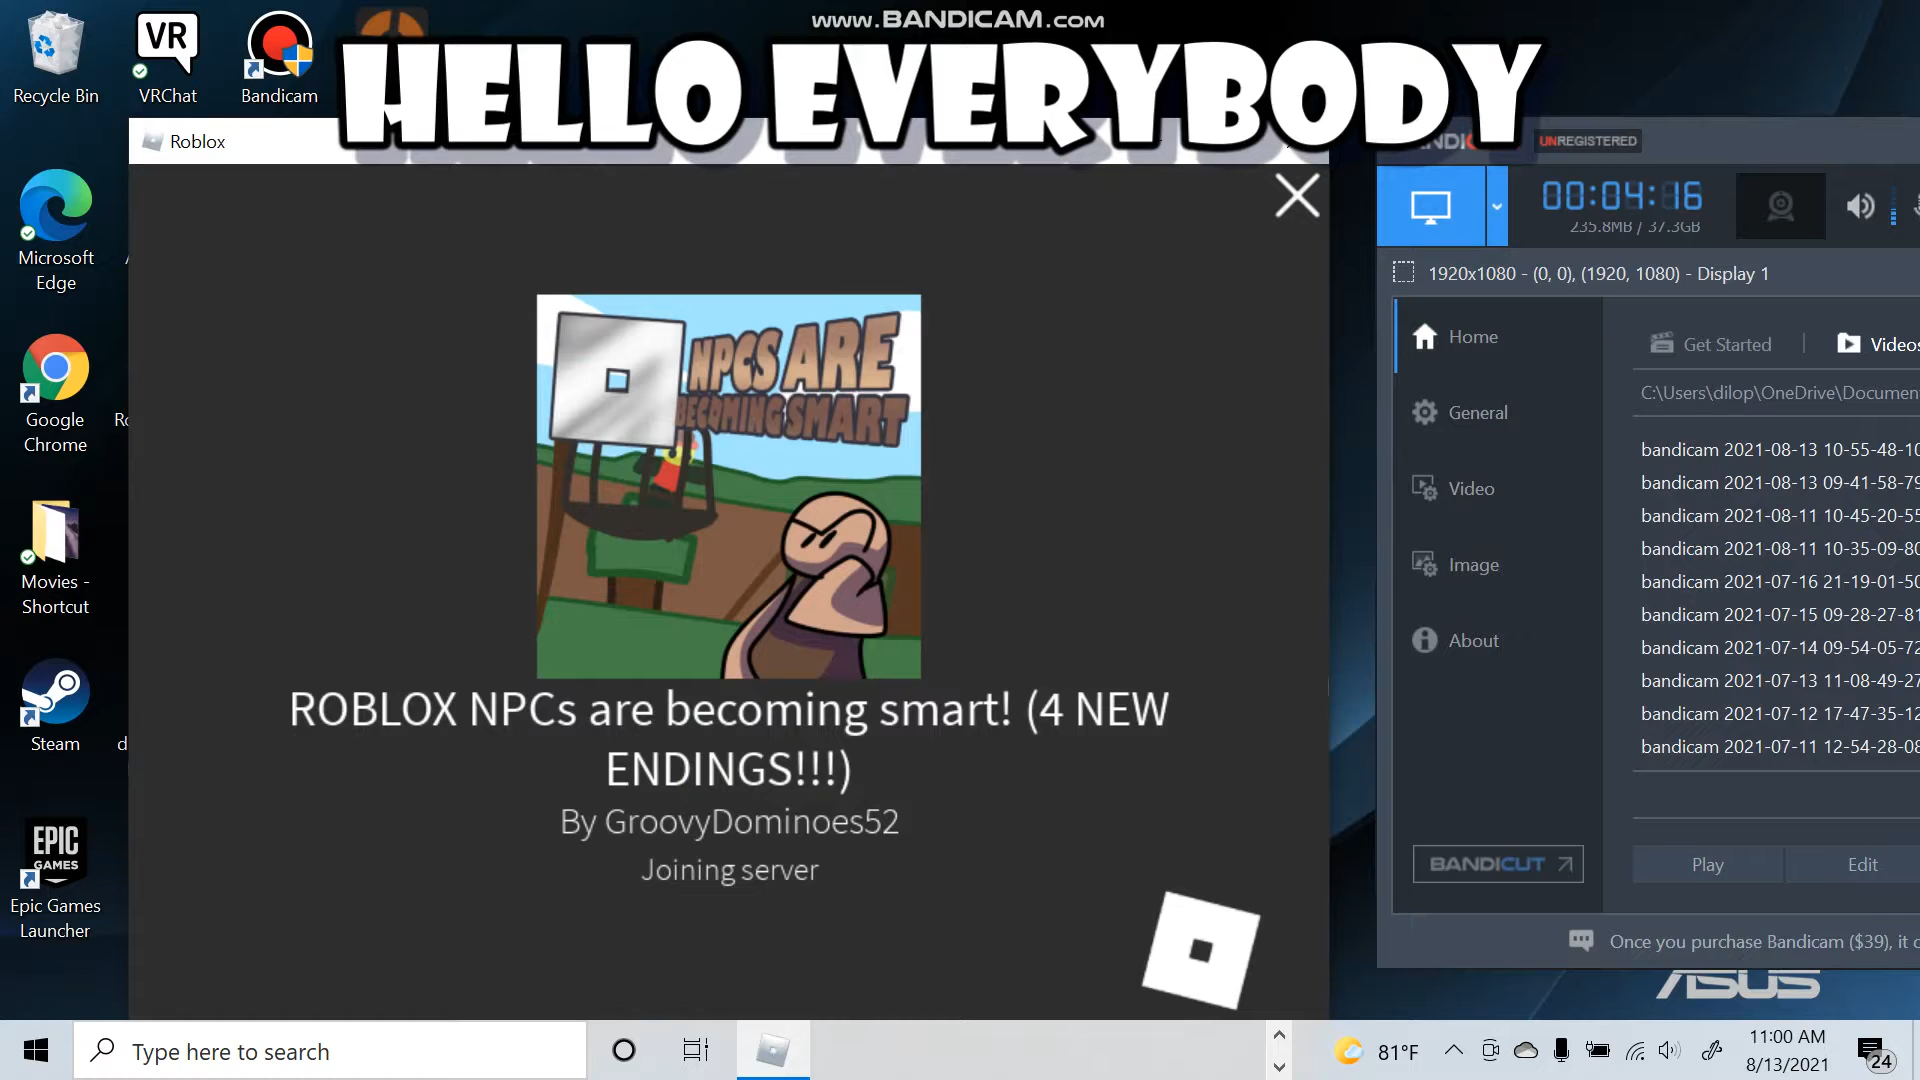 www.BANDICAM.com
HELLO EVERYBODY
Recycle Bin
VR
VRChat
Bandicam
Roblox
UNREGISTERED
00:04:16
235.8MB / 37.3GB
1920x1080 - (0, 0), (1920, 1080) - Display 1
Microsoft
Edge
Google
Chrome
Movies -
Shortcut
Steam
EPIC
GAMES
Epic Games
Launcher
NPCS ARE
BECOMING SMART
ROBLOX NPCs are becoming smart! (4 NEW
ENDINGS!!!)
By GroovyDominoes52
Joining server
Home
General
Video
Image
About
BANDICUT
Get Started
Videos
C:\Users\dilop\OneDrive\Documen
bandicam 2021-08-13 10-55-48-10
bandicam 2021-08-13 09-41-58-79
bandicam 2021-08-11 10-45-20-55
bandicam 2021-08-11 10-35-09-80
bandicam 2021-07-16 21-19-01-50
bandicam 2021-07-15 09-28-27-81
bandicam 2021-07-14 09-54-05-72
bandicam 2021-07-13 11-08-49-27
bandicam 2021-07-12 17-47-35-12
bandicam 2021-07-11 12-54-28-08
Play
Edit
Once you purchase Bandicam ($39), it
ASUS
Type here to search
81°F
11:00 AM
8/13/2021
24